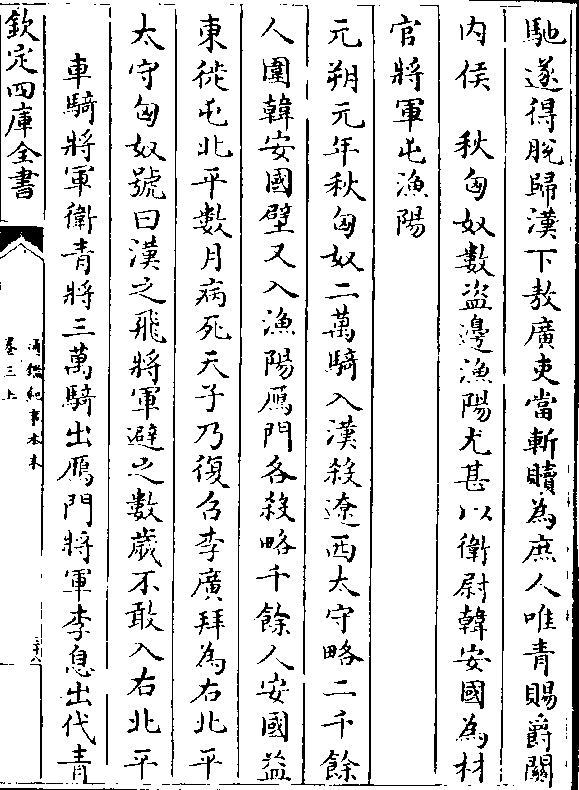 馳遂得脫歸漢下敖廣吏當斬贖為庶人唯青賜爵關
内侯　秋匈奴數盗邊漁陽尤甚以衛尉韓安國為材
官將軍屯漁陽
元朔元年秋匈奴二萬騎入漢殺遼西太守略二千餘
人圍韓安國壁又入漁陽鴈門各殺略千餘人安國益
東徙屯北平數月病死天子乃復召李廣拜為右北平
太守匈奴號曰漢之飛將軍避之數歲不敢入右北平
車騎將軍衛青將三萬騎出鴈門將軍李息出代青
欽定四庫全書
通鑑紀事本末
卷三上
三十八